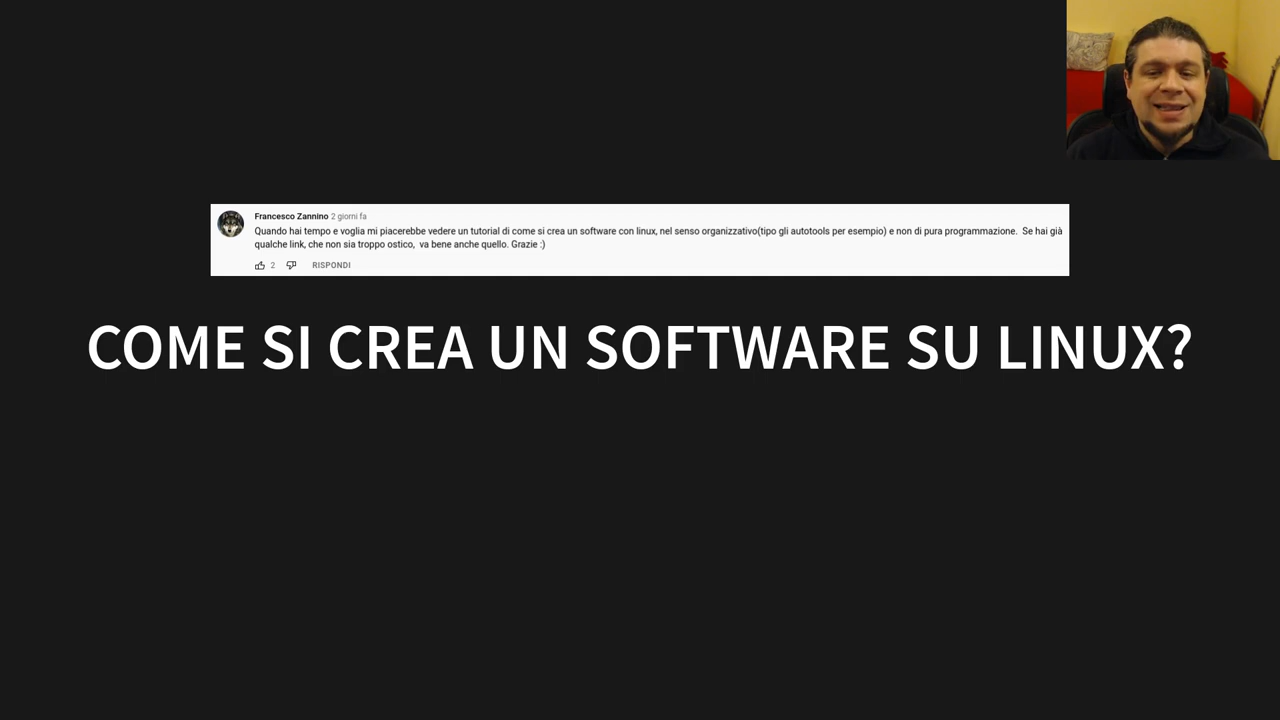 Francesco Zannino 2 giorni fa
Quando hai tempo e voglia mi piacerebbe vedere un tutorial di come si crea un software con linux, nel senso organizzativo(tipo gli autotools per esempio) e non di pura programmazione. Se hai già
qualche link, che non sia troppo ostico, va bene anche quello. Grazie :)
2 RISPONDI
COME SI CREA UN SOFTWARE SU LINUX?